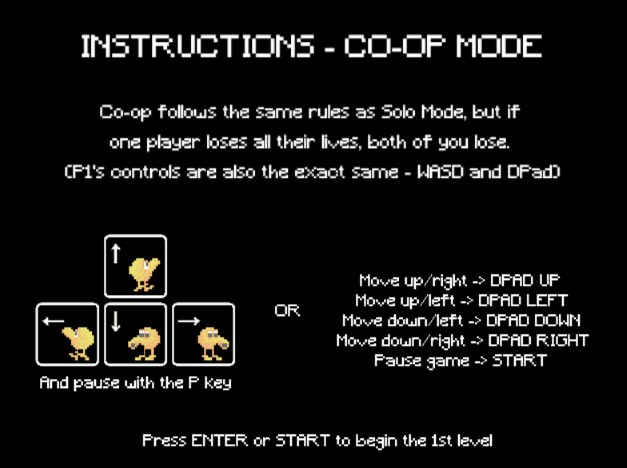 INSTRUCTIONS - CO-OP MODE
Co-op follows the same rules as Solo Mode, but if
one player loses all their lives, both of you lose.
(P1's controls are also the exact same - WASD and DPad)
↑
← ↓ →
And pause with the P key
OR
Move up/right -> DPAD UP
Move up/left -> DPAD LEFT
Move down/left -> DPAD DOWN
Move down/right -> DPAD RIGHT
Pause game -> START
Press ENTER or START to begin the 1st level